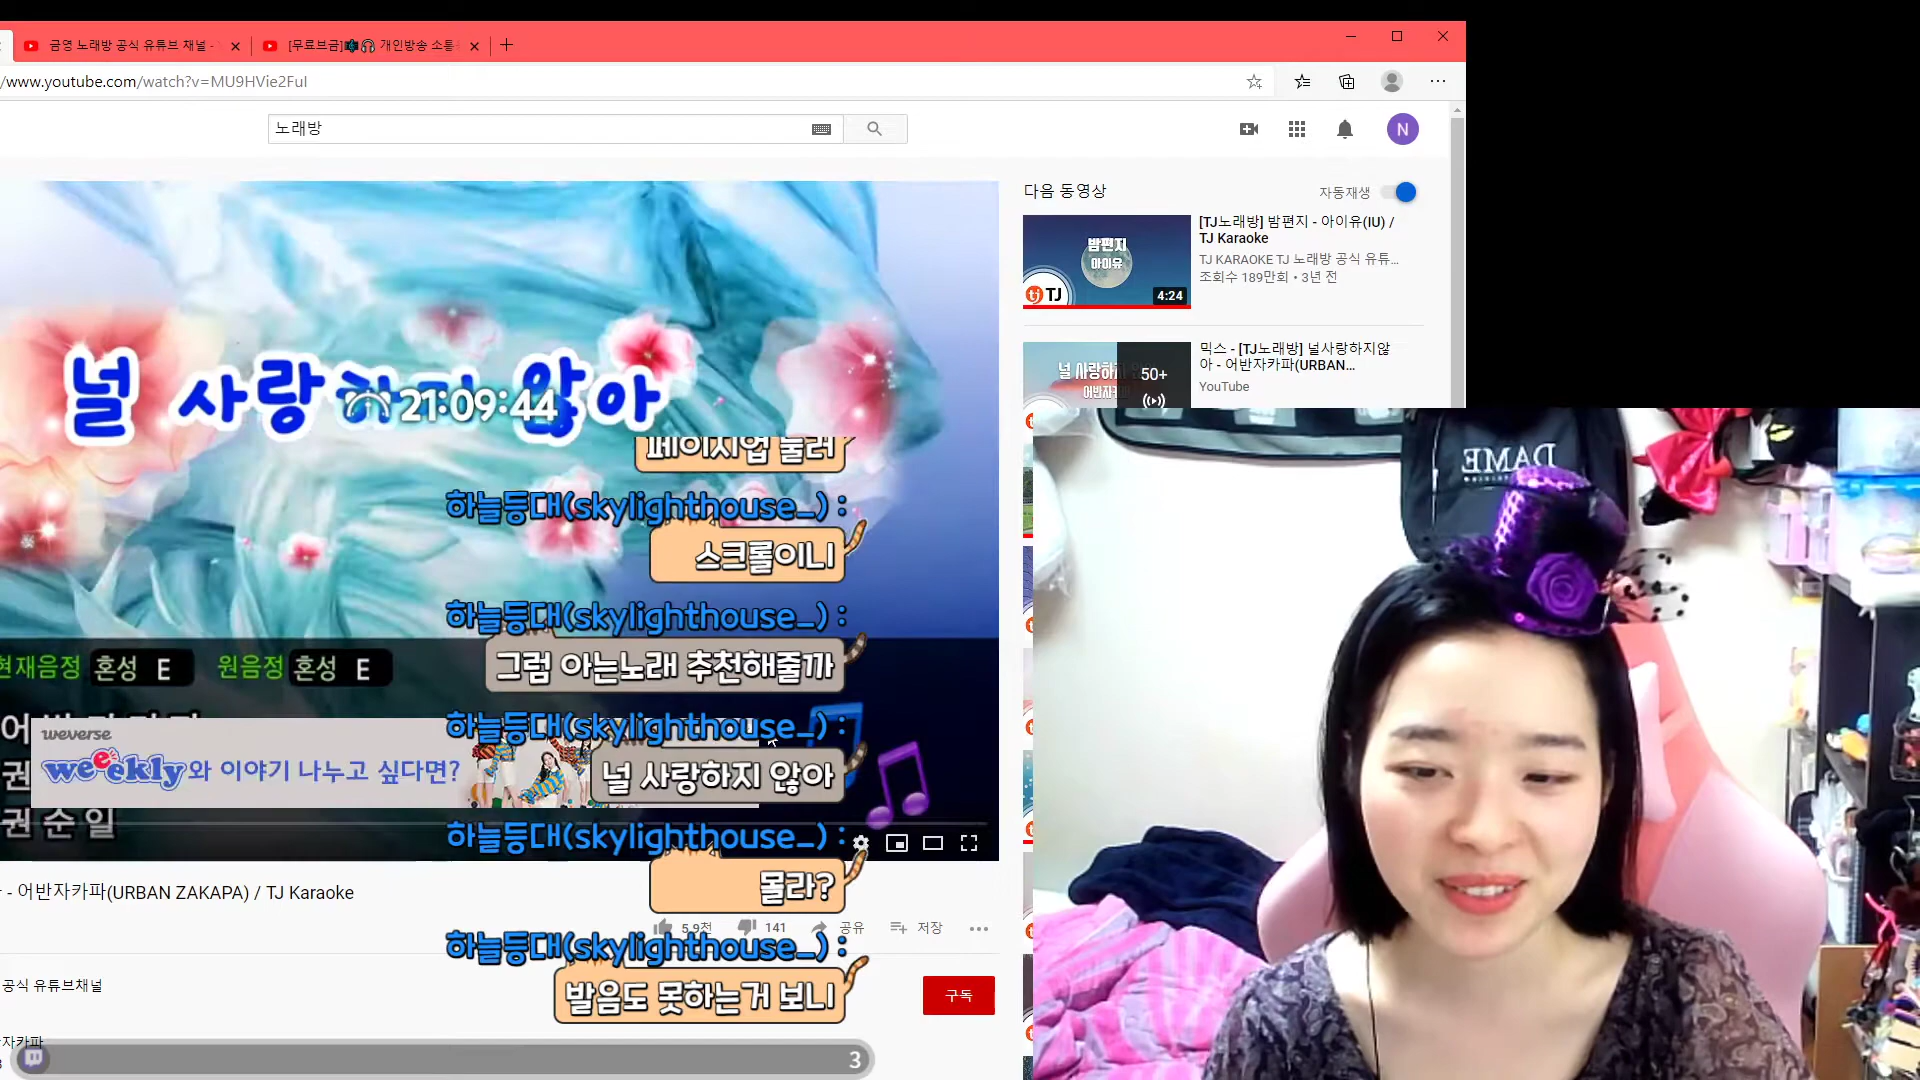 금영 노래방 공식 유튜브 채널 -
[무료브금] 개인방송 소통
/www.youtube.com/watch?v=MU9HVie2FuI
노래방
N
다음 동영상
자동재생
[TJ노래방] 밤편지 - 아이유(IU) /
TJ Karaoke
TJ KARAOKE TJ 노래방 공식 유튜...
조회수 189만회 • 3년 전
밤편지
아이유
TJ
4:24
믹스 - [TJ노래방] 널사랑하지않
아 - 어반자카파(URBAN...
YouTube
50+
널 사랑하지 않아
21:09:44
페이지업 눌러
하늘등대(skylighthouse_) :
스크롤이니
하늘등대(skylighthouse_) :
그럼 아는노래 추천해줄까
현재음정 혼성 E 원음정 혼성 E
하늘등대(skylighthouse_) :
널 사랑하지 않아
weverse
weeekly와 이야기 나누고 싶다면?
권순일
하늘등대(skylighthouse_) :
몰라?
- 어반자카파(URBAN ZAKAPA) / TJ Karaoke
5.9천 141 공유 저장
하늘등대(skylighthouse_) :
발음도 못하는거 보니
공식 유튜브채널
구독
3
DAME